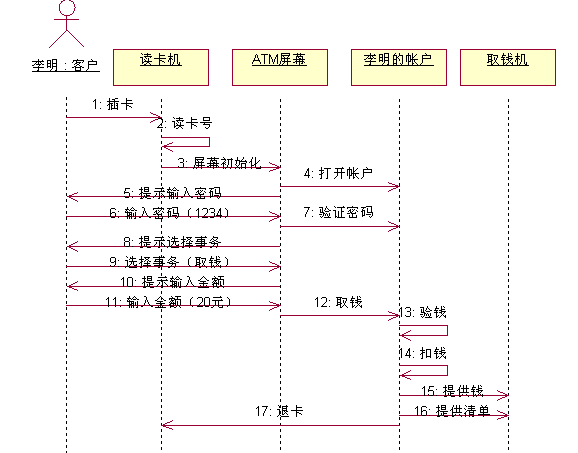 李明：客户
读卡机
ATM屏幕
李明的帐户
取钱机
1: 插卡
2: 读卡号
3: 屏幕初始化
4: 打开帐户
5: 提示输入密码
6: 输入密码（1234）
7: 验证密码
8: 提示选择事务
9: 选择事务（取钱）
10: 提示输入金额
11: 输入金额（20元）
12: 取钱
13: 验钱
14: 扣钱
15: 提供钱
16: 提供清单
17: 退卡